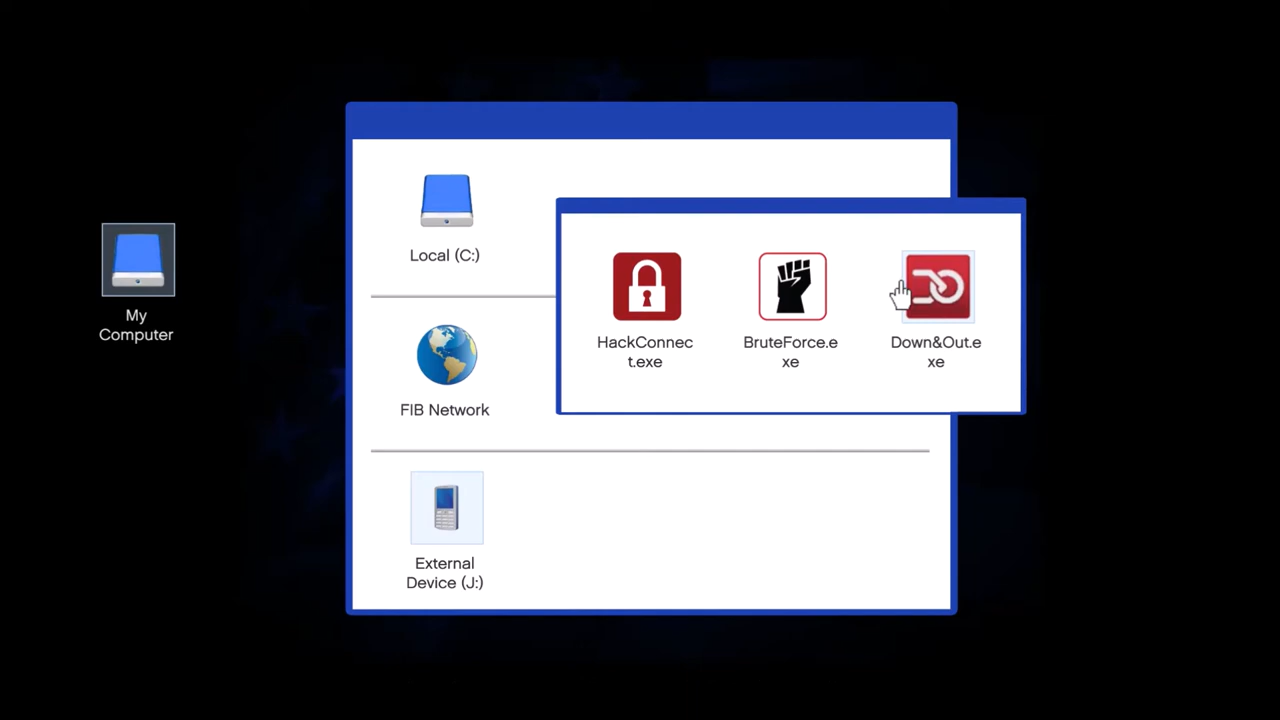 My
Computer
Local (C:)
FIB Network
External
Device (J:)
HackConnec
t.exe
BruteForce.e
xe
Down&Out.e
xe